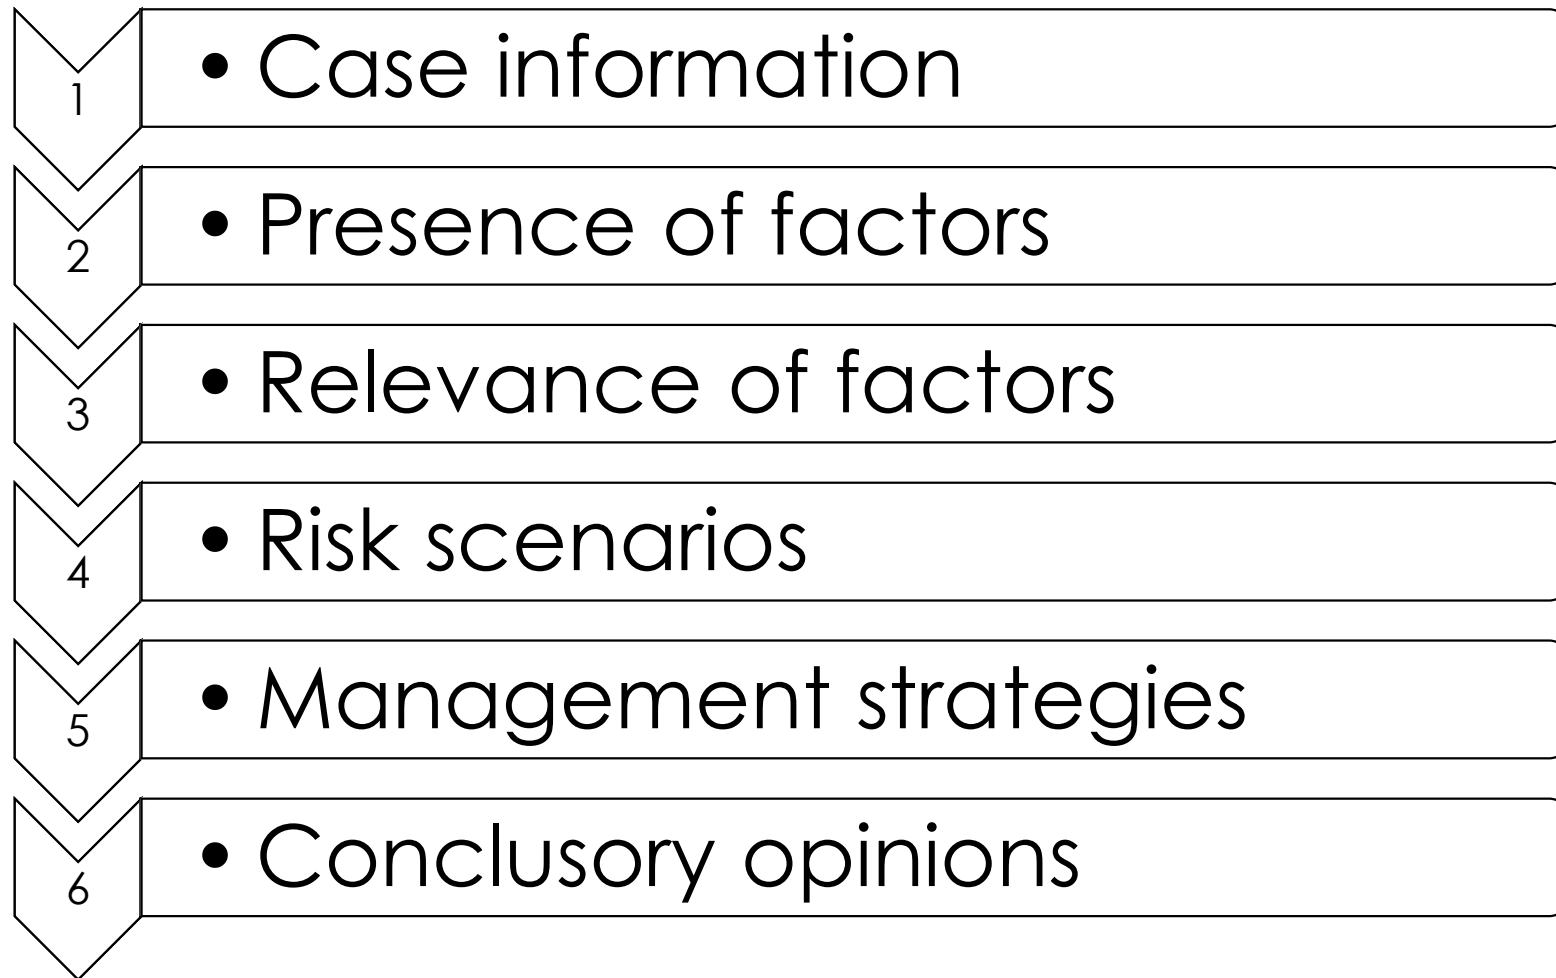 1
• Case information
2
• Presence of factors
3
• Relevance of factors
4
• Risk scenarios
5
• Management strategies
6
• Conclusory opinions